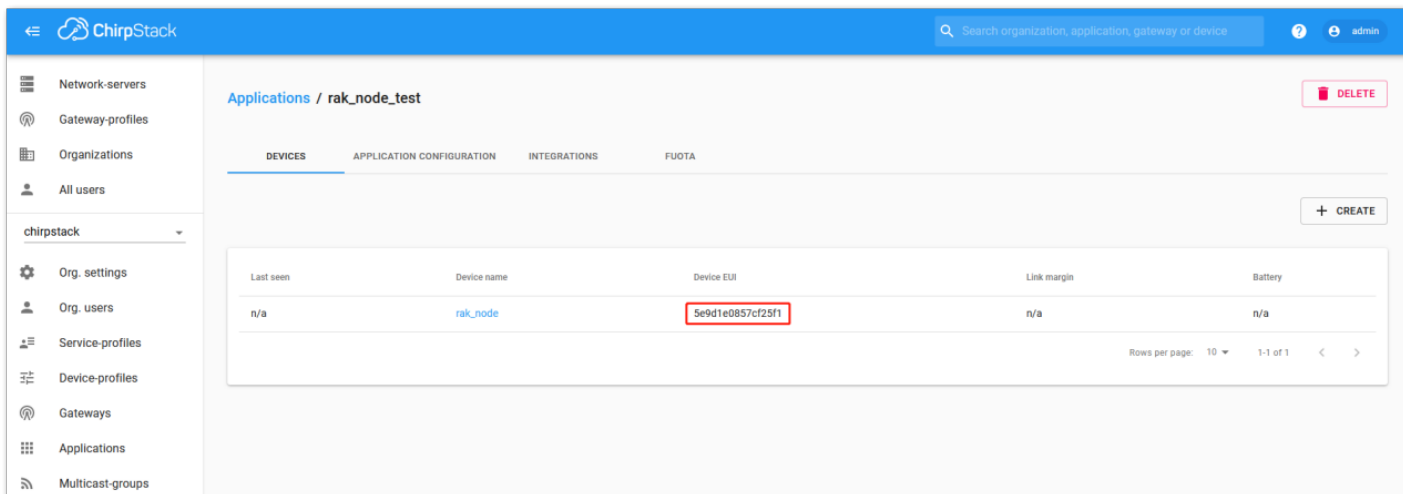 ChirpStack
Search organization, application, gateway or device
?
admin
Network-servers
Gateway-profiles
Organizations
All users
chirpstack
Org. settings
Org. users
Service-profiles
Device-profiles
Gateways
Applications
Multicast-groups
Applications / rak_node_test
DELETE
DEVICES APPLICATION CONFIGURATION INTEGRATIONS FUOTA
+ CREATE
Last seen Device name Device EUI Link margin Battery
n/a rak_node 5e9d1e0857cf25f1 n/a n/a
Rows per page: 10 1-1 of 1 < >